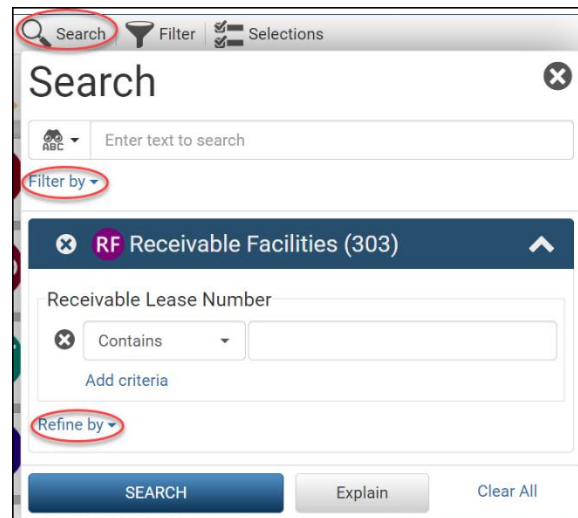 Search Filter Selections
Search
ABC Enter text to search
Filter by
RF Receivable Facilities (303)
Receivable Lease Number
Contains
Add criteria
Refine by
SEARCH Explain Clear All